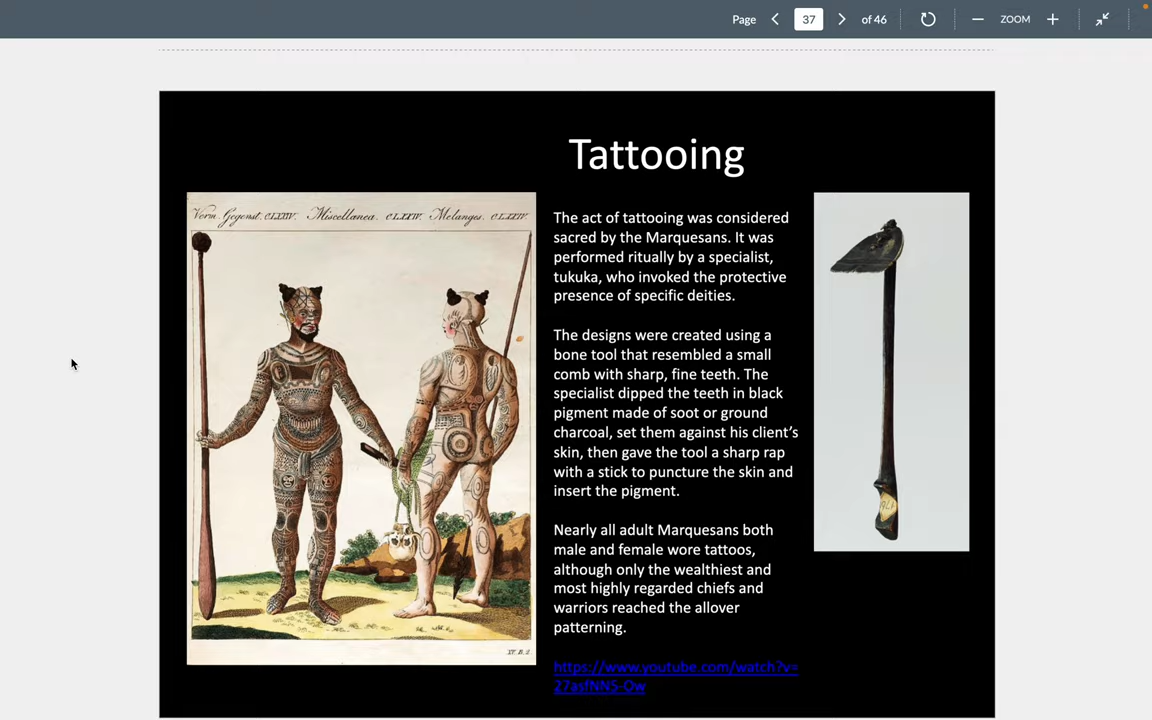 Page 37 of 46 ZOOM
Tattooing
Verm. Gegenst. CLXXIV. Miscellanea. CLXXIV. Melanges. CLXXIV.
The act of tattooing was considered
sacred by the Marquesans. It was
performed ritually by a specialist,
tukuka, who invoked the protective
presence of specific deities.
The designs were created using a
bone tool that resembled a small
comb with sharp, fine teeth. The
specialist dipped the teeth in black
pigment made of soot or ground
charcoal, set them against his client’s
skin, then gave the tool a sharp rap
with a stick to puncture the skin and
insert the pigment.
Nearly all adult Marquesans both
male and female wore tattoos,
although only the wealthiest and
most highly regarded chiefs and
warriors reached the allover
patterning.
https://www.youtube.com/watch?v=
27asfNN5-Ow